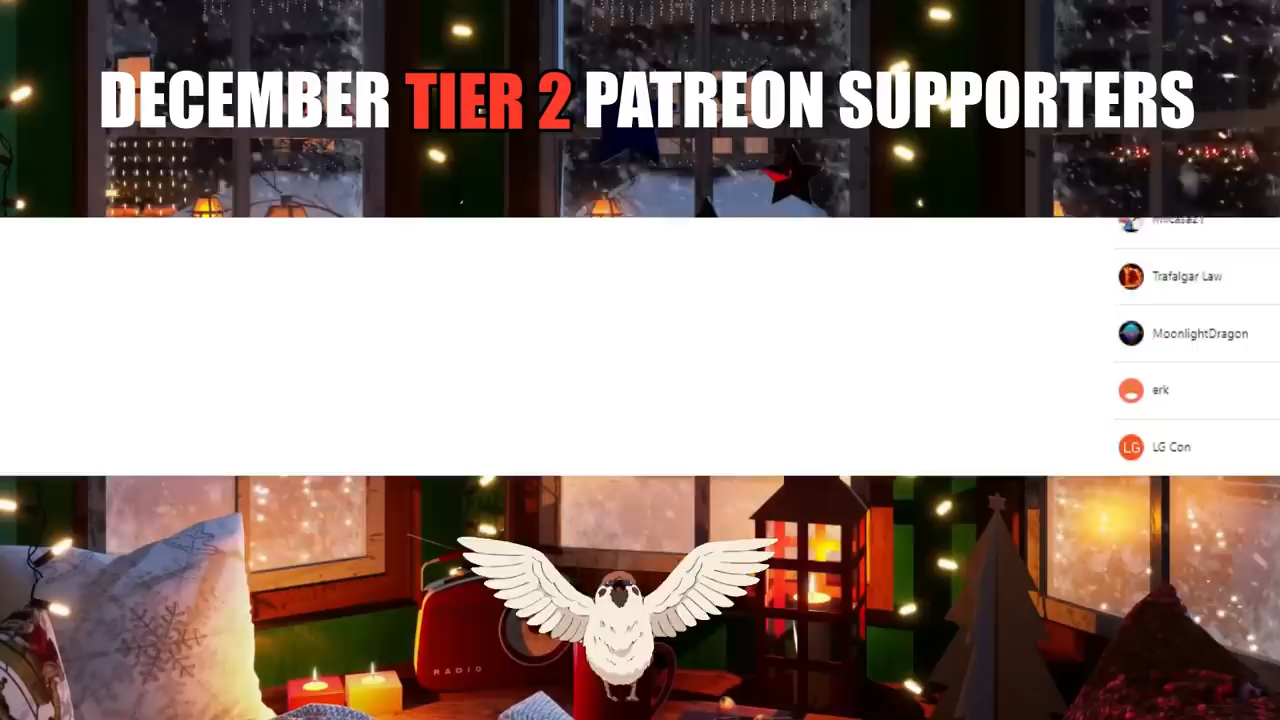 DECEMBER TIER 2 PATREON SUPPORTERS
Trafalgar Law
MoonlightDragon
erk
LG LG Con
RADIO